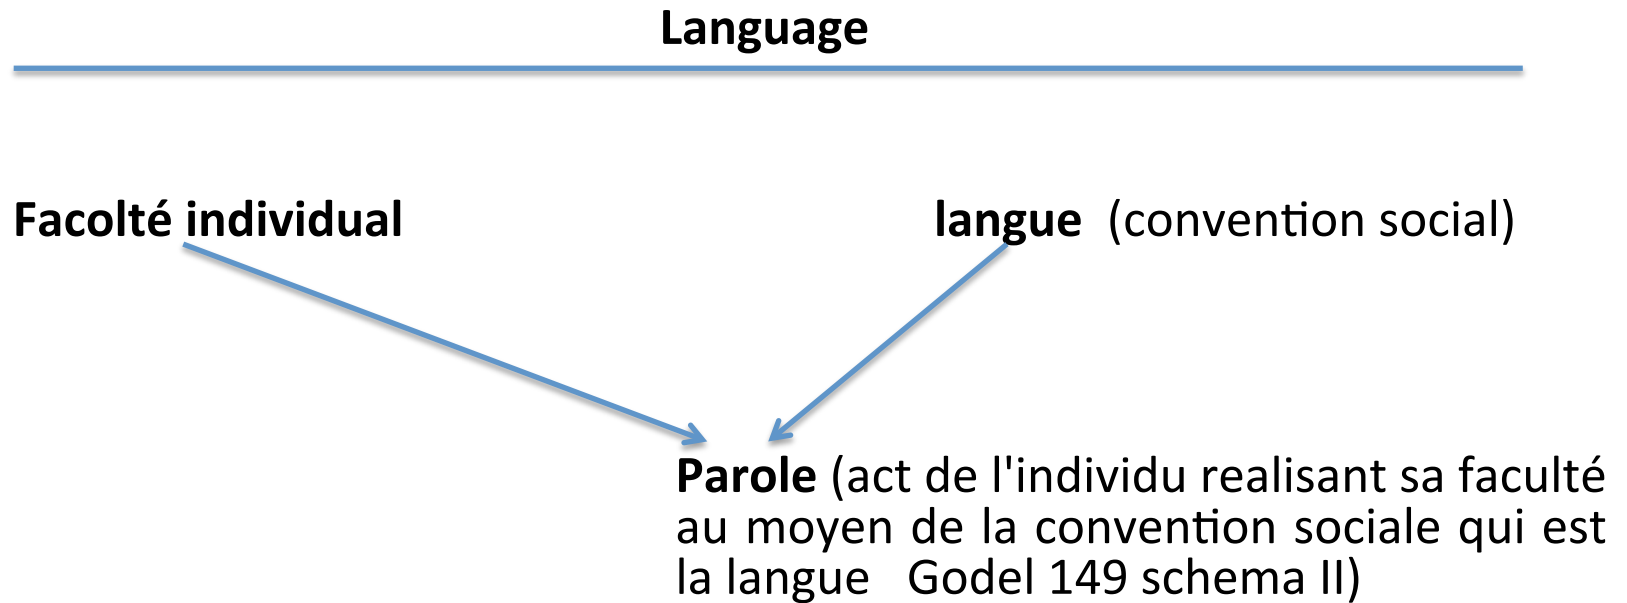 Language
Facolté individual
langue (convention social)
Parole (act de l'individu realisant sa faculté
au moyen de la convention sociale qui est
la langue Godel 149 schema II)